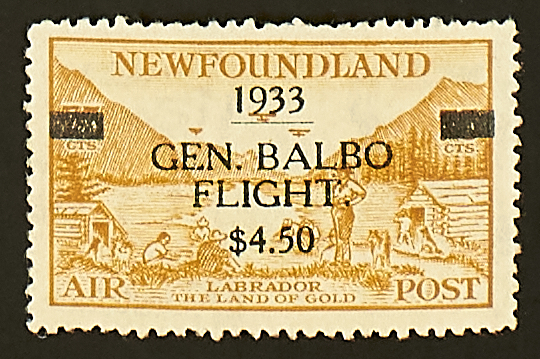 NEWFOUNDLAND
1933
CTS
CTS.
GEN. BALBO
FLIGHT.
$4.50
LABRADOR
AIR THE LAND OF GOLD POST